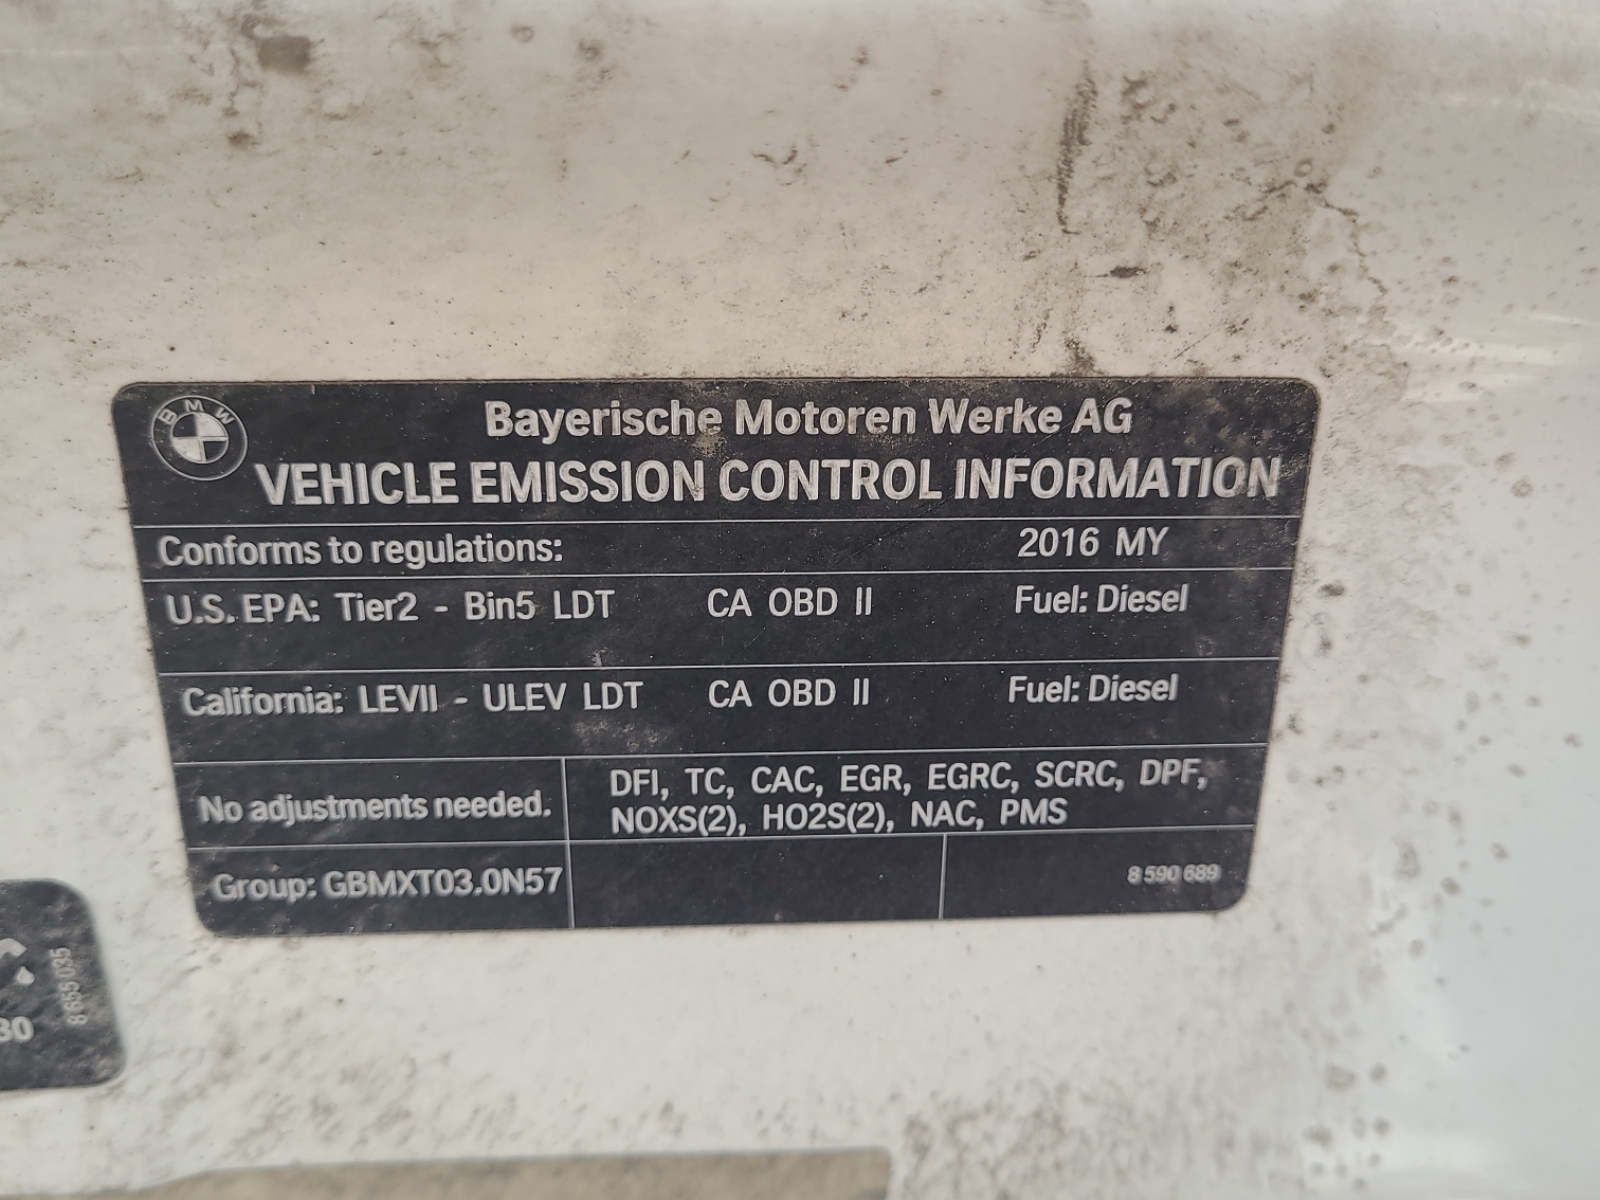 BMW
Bayerische Motoren Werke AG
VEHICLE EMISSION CONTROL INFORMATION
Conforms to regulations: 2016 MY
U.S. EPA: Tier2 - Bin5 LDT CA OBD II Fuel: Diesel
California: LEVII - ULEV LDT CA OBD II Fuel: Diesel
No adjustments needed.
DFI, TC, CAC, EGR, EGRC, SCRC, DPF,
NOXS(2), HO2S(2), NAC, PMS
Group: GBMXT03.0N57
8 590 689
8 655 035